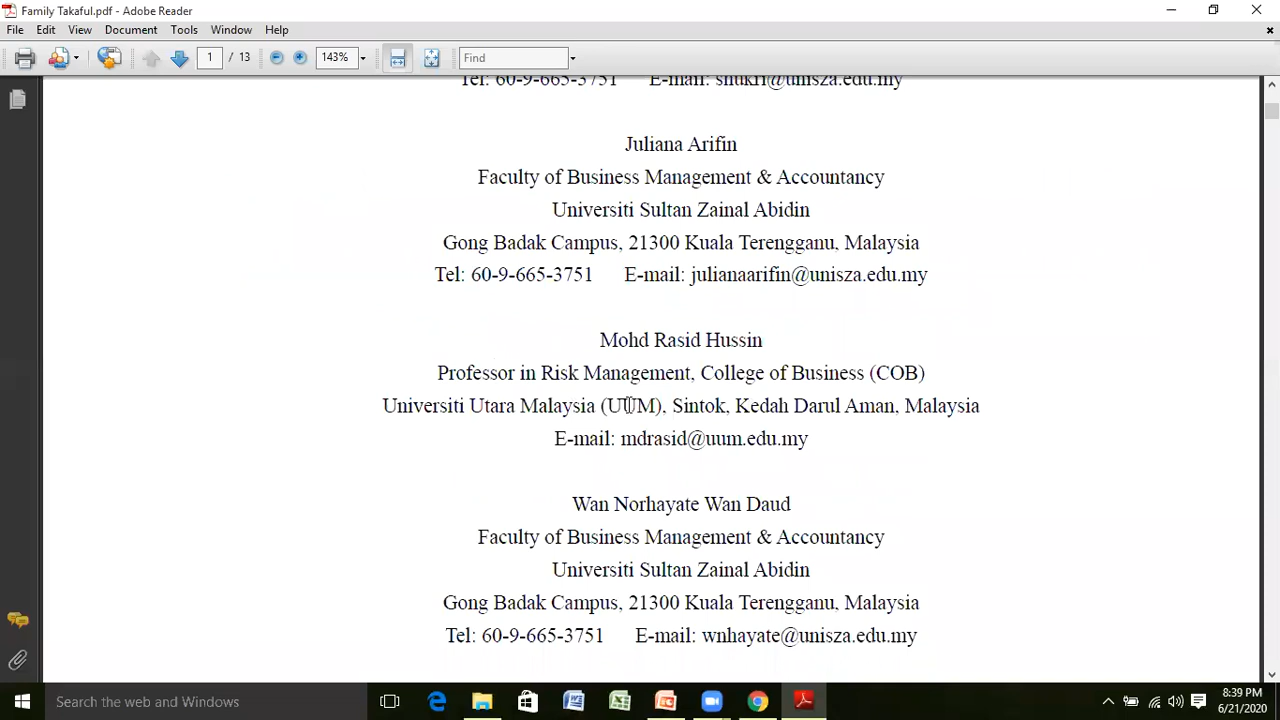 Family Takaful.pdf - Adobe Reader
File Edit View Document Tools Window Help
1 / 13 143% Find
Tel: 60-9-665-3751 E-mail: shukri@unisza.edu.my
Juliana Arifin
Faculty of Business Management & Accountancy
Universiti Sultan Zainal Abidin
Gong Badak Campus, 21300 Kuala Terengganu, Malaysia
Tel: 60-9-665-3751 E-mail: julianaarifin@unisza.edu.my
Mohd Rasid Hussin
Professor in Risk Management, College of Business (COB)
Universiti Utara Malaysia (UUM), Sintok, Kedah Darul Aman, Malaysia
E-mail: mdrasid@uum.edu.my
Wan Norhayate Wan Daud
Faculty of Business Management & Accountancy
Universiti Sultan Zainal Abidin
Gong Badak Campus, 21300 Kuala Terengganu, Malaysia
Tel: 60-9-665-3751 E-mail: wnhayate@unisza.edu.my
Search the web and Windows
8:39 PM
6/21/2020